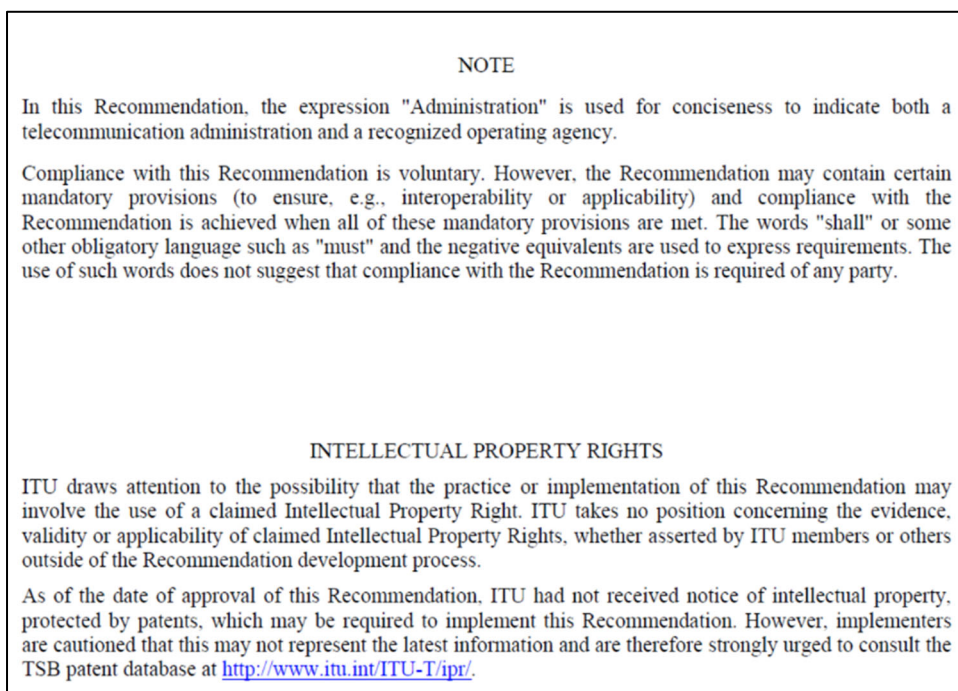 NOTE
In this Recommendation, the expression "Administration" is used for conciseness to indicate both a
telecommunication administration and a recognized operating agency.
Compliance with this Recommendation is voluntary. However, the Recommendation may contain certain
mandatory provisions (to ensure, e.g., interoperability or applicability) and compliance with the
Recommendation is achieved when all of these mandatory provisions are met. The words "shall" or some
other obligatory language such as "must" and the negative equivalents are used to express requirements. The
use of such words does not suggest that compliance with the Recommendation is required of any party.
INTELLECTUAL PROPERTY RIGHTS
ITU draws attention to the possibility that the practice or implementation of this Recommendation may
involve the use of a claimed Intellectual Property Right. ITU takes no position concerning the evidence,
validity or applicability of claimed Intellectual Property Rights, whether asserted by ITU members or others
outside of the Recommendation development process.
As of the date of approval of this Recommendation, ITU had not received notice of intellectual property,
protected by patents, which may be required to implement this Recommendation. However, implementers
are cautioned that this may not represent the latest information and are therefore strongly urged to consult the
TSB patent database at http://www.itu.int/ITU-T/ipr/.